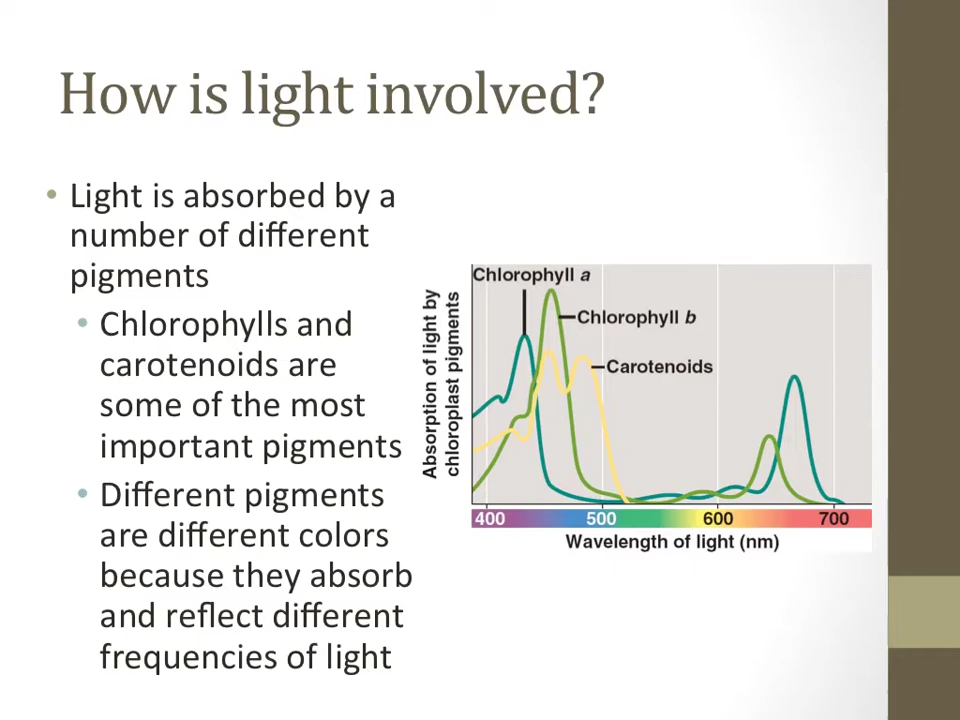 How is light involved?
• Light is absorbed by a
number of different
pigments
• Chlorophylls and
carotenoids are
some of the most
important pigments
• Different pigments
are different colors
because they absorb
and reflect different
frequencies of light
Absorption of light by
chloroplast pigments
Chlorophyll a
Chlorophyll b
Carotenoids
400 500 600 700
Wavelength of light (nm)